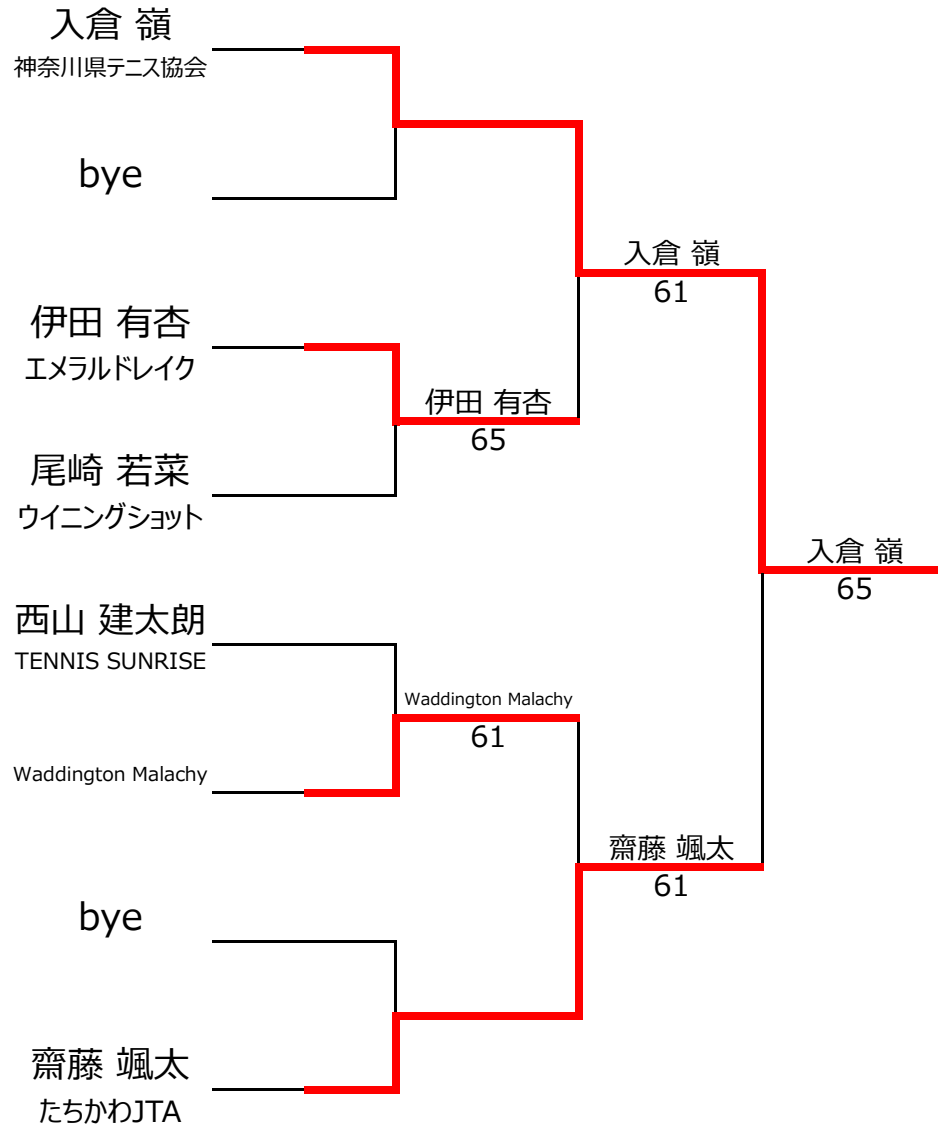 入倉 嶺
神奈川県テニス協会
bye
入倉 嶺
61
伊田 有杏
エメラルドレイク
伊田 有杏
65
尾崎 若菜
ウイニングショット
入倉 嶺
65
西山 建太朗
TENNIS SUNRISE
Waddington Malachy
61
Waddington Malachy
齋藤 颯太
61
bye
齋藤 颯太
たちかわJTA